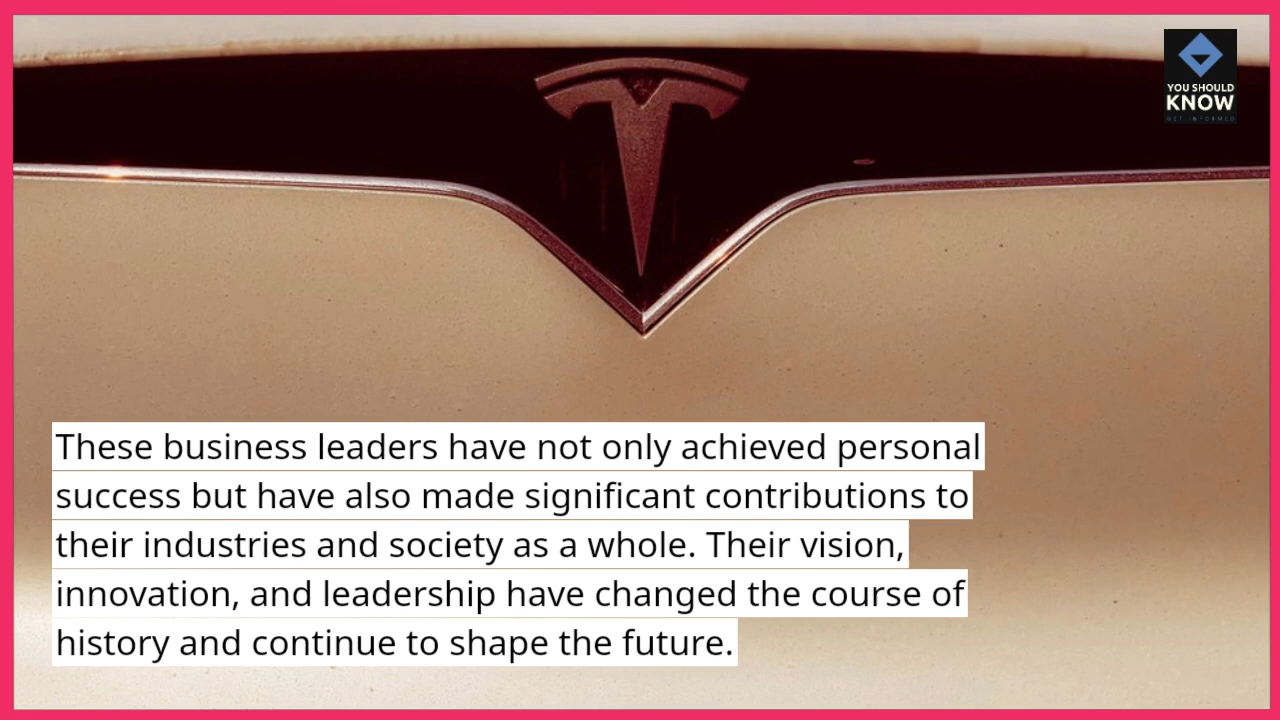 YOU SHOULD
KNOW
GET INFORMED
These business leaders have not only achieved personal
success but have also made significant contributions to
their industries and society as a whole. Their vision,
innovation, and leadership have changed the course of
history and continue to shape the future.